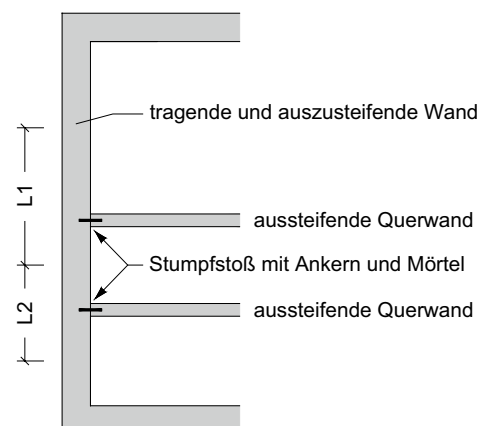 tragende und auszusteifende Wand
L1
aussteifende Querwand
Stumpfstoß mit Ankern und Mörtel
L2
aussteifende Querwand